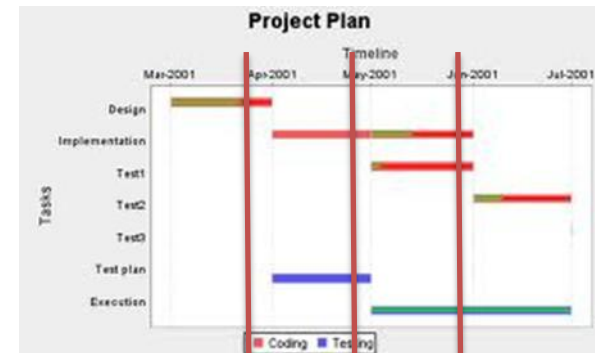 Project Plan
Timeline
Mar-2001 Apr-2001 May-2001 Jun-2001 Jul-2001
Design
Implementation
Test1
Test2
Test3
Test plan
Execution
Tasks
Coding Testing